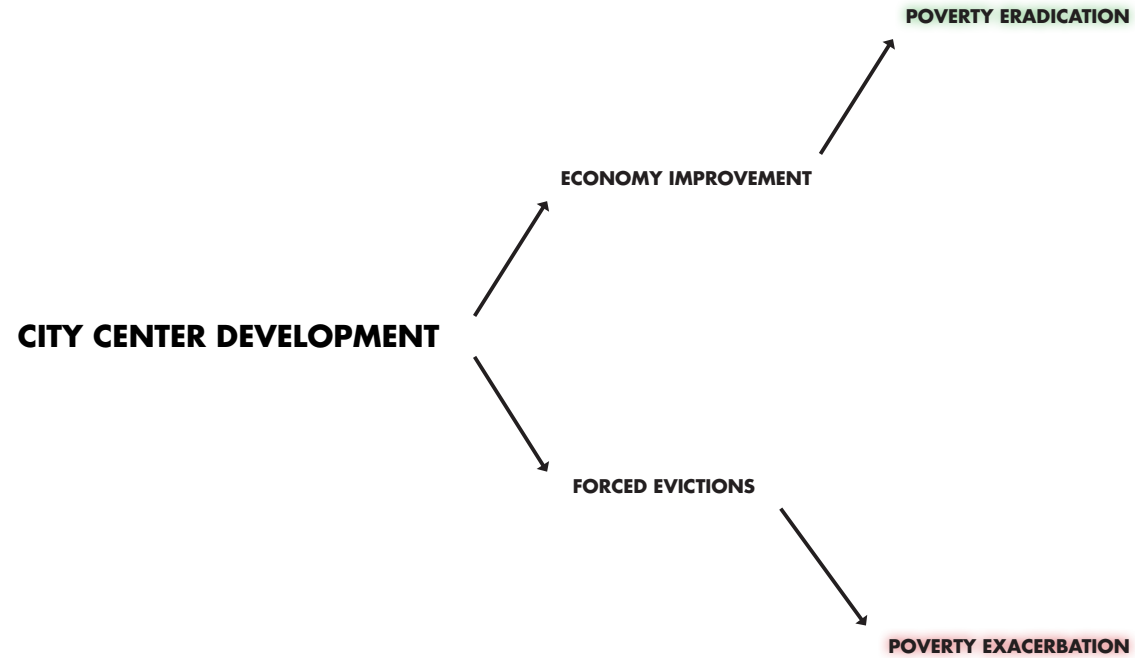 POVERTY ERADICATION
ECONOMY IMPROVEMENT
CITY CENTER DEVELOPMENT
FORCED EVICTIONS
POVERTY EXACERBATION